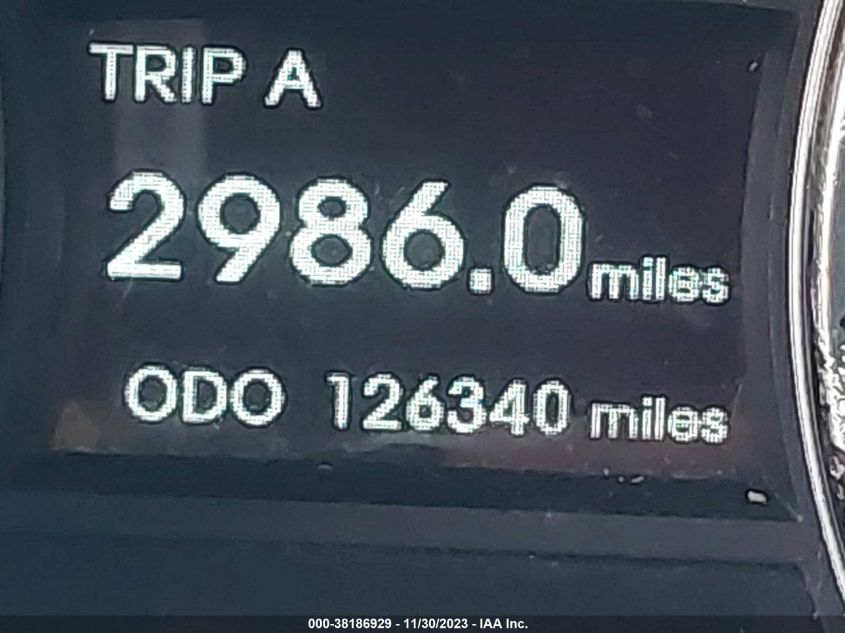 TRIP A
2986.0 miles
ODO 126340 miles
000-38186929 - 11/30/2023 - IAA Inc.